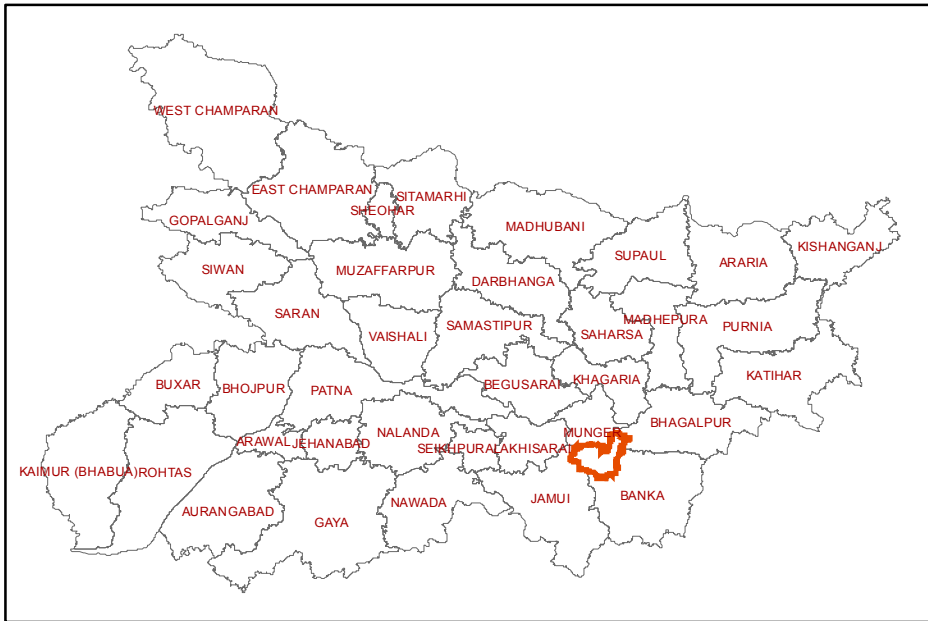 WEST CHAMPARAN
EAST CHAMPARAN
SITAMARHI
SHEOHAR
GOPALGANJ
MADHUBANI
KISHANGANJ
SUPAUL
ARARIA
SIWAN
MUZAFFARPUR
DARBHANGA
SARAN
MADHEPURA
VAISHALI
SAMASTIPUR
SAHARSA
PURNIA
BUXAR
BHOJPUR
PATNA
BEGUSARAI
KHAGARIA
KATIHAR
BHAGALPUR
NALANDA
MUNGER
ARAWAL
JEHANABAD
SEIKHPURA
LAKHISARAI
KAIMUR (BHABUA)
ROHTAS
AURANGABAD
GAYA
NAWADA
JAMUI
BANKA